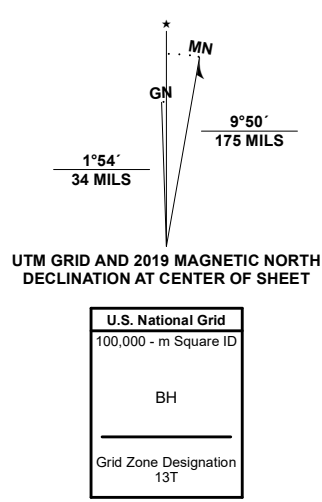 ★
MN
GN
9°50´
175 MILS
1°54´
34 MILS
UTM GRID AND 2019 MAGNETIC NORTH
DECLINATION AT CENTER OF SHEET
U.S. National Grid
100,000 - m Square ID
BH
Grid Zone Designation
13T